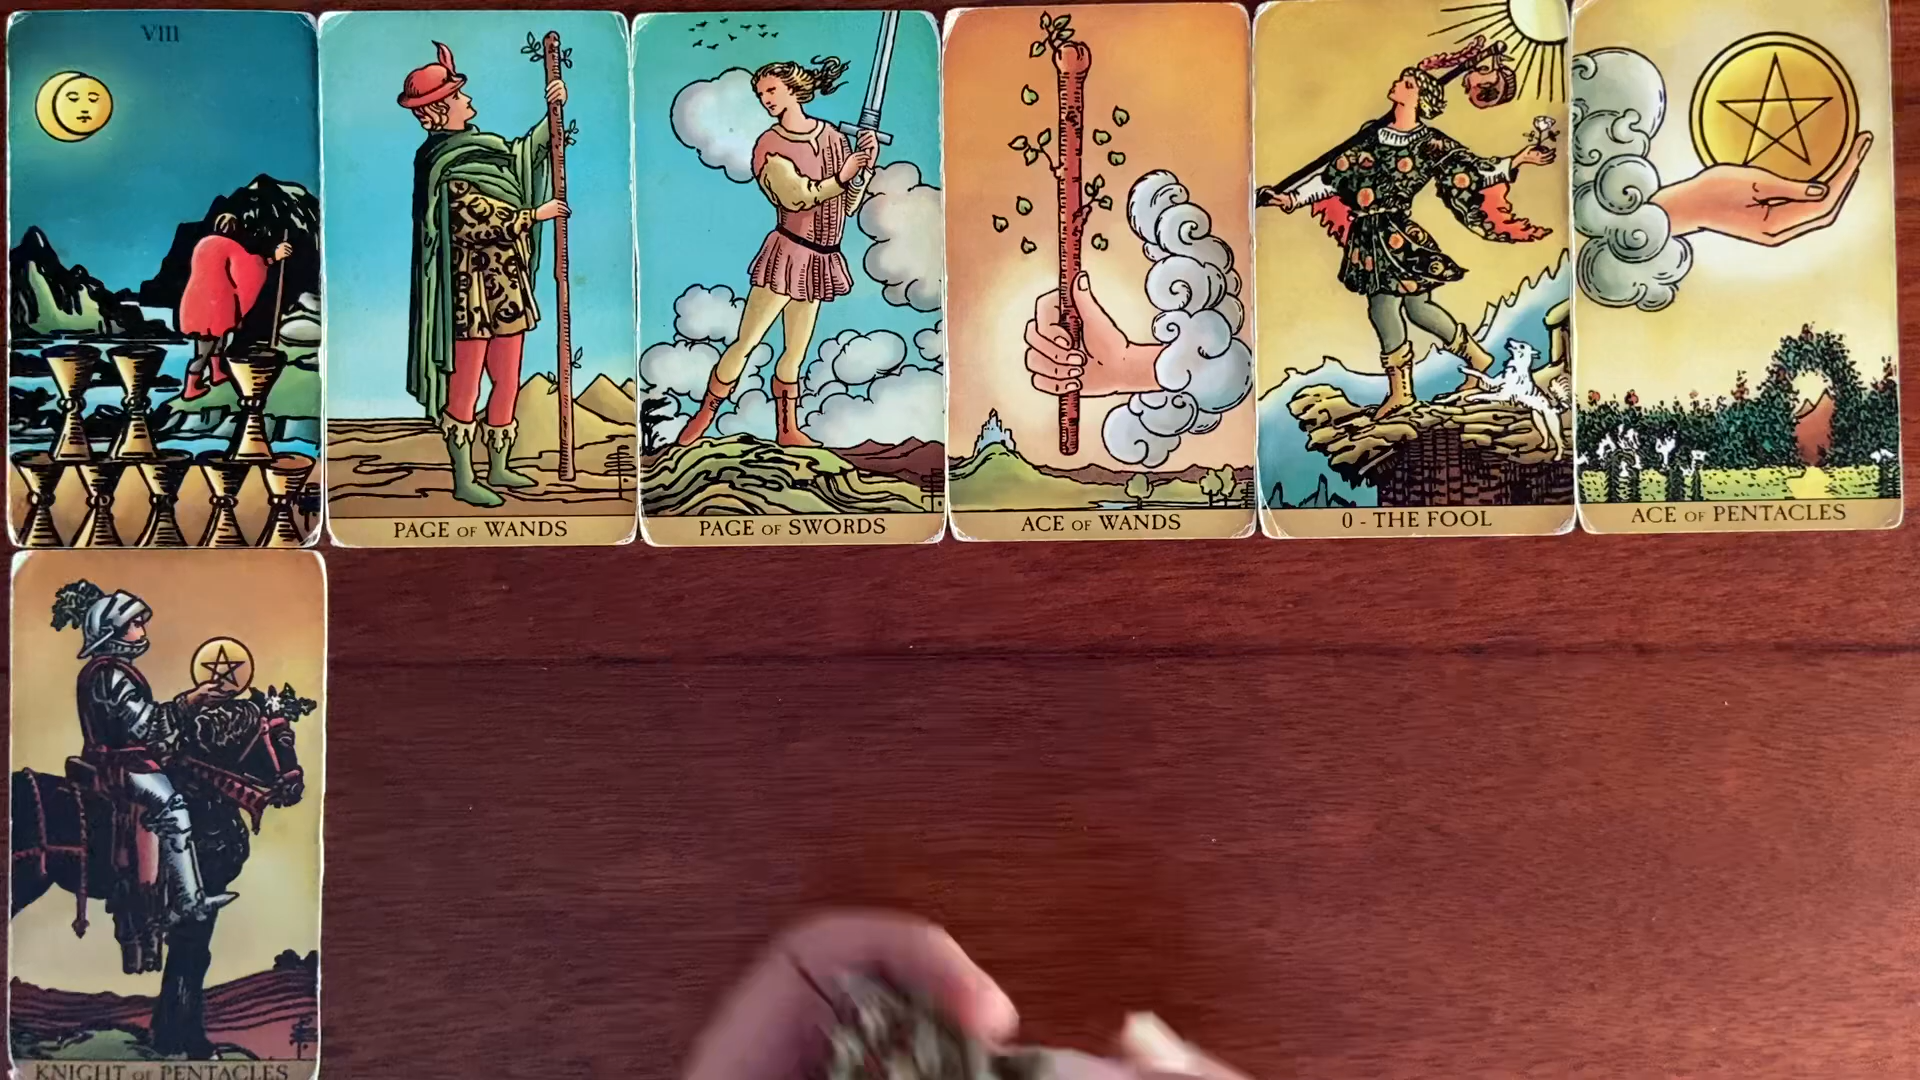 VIII
PAGE OF WANDS
PAGE OF SWORDS
ACE OF WANDS
0 - THE FOOL
ACE OF PENTACLES
KNIGHT OF PENTACLES